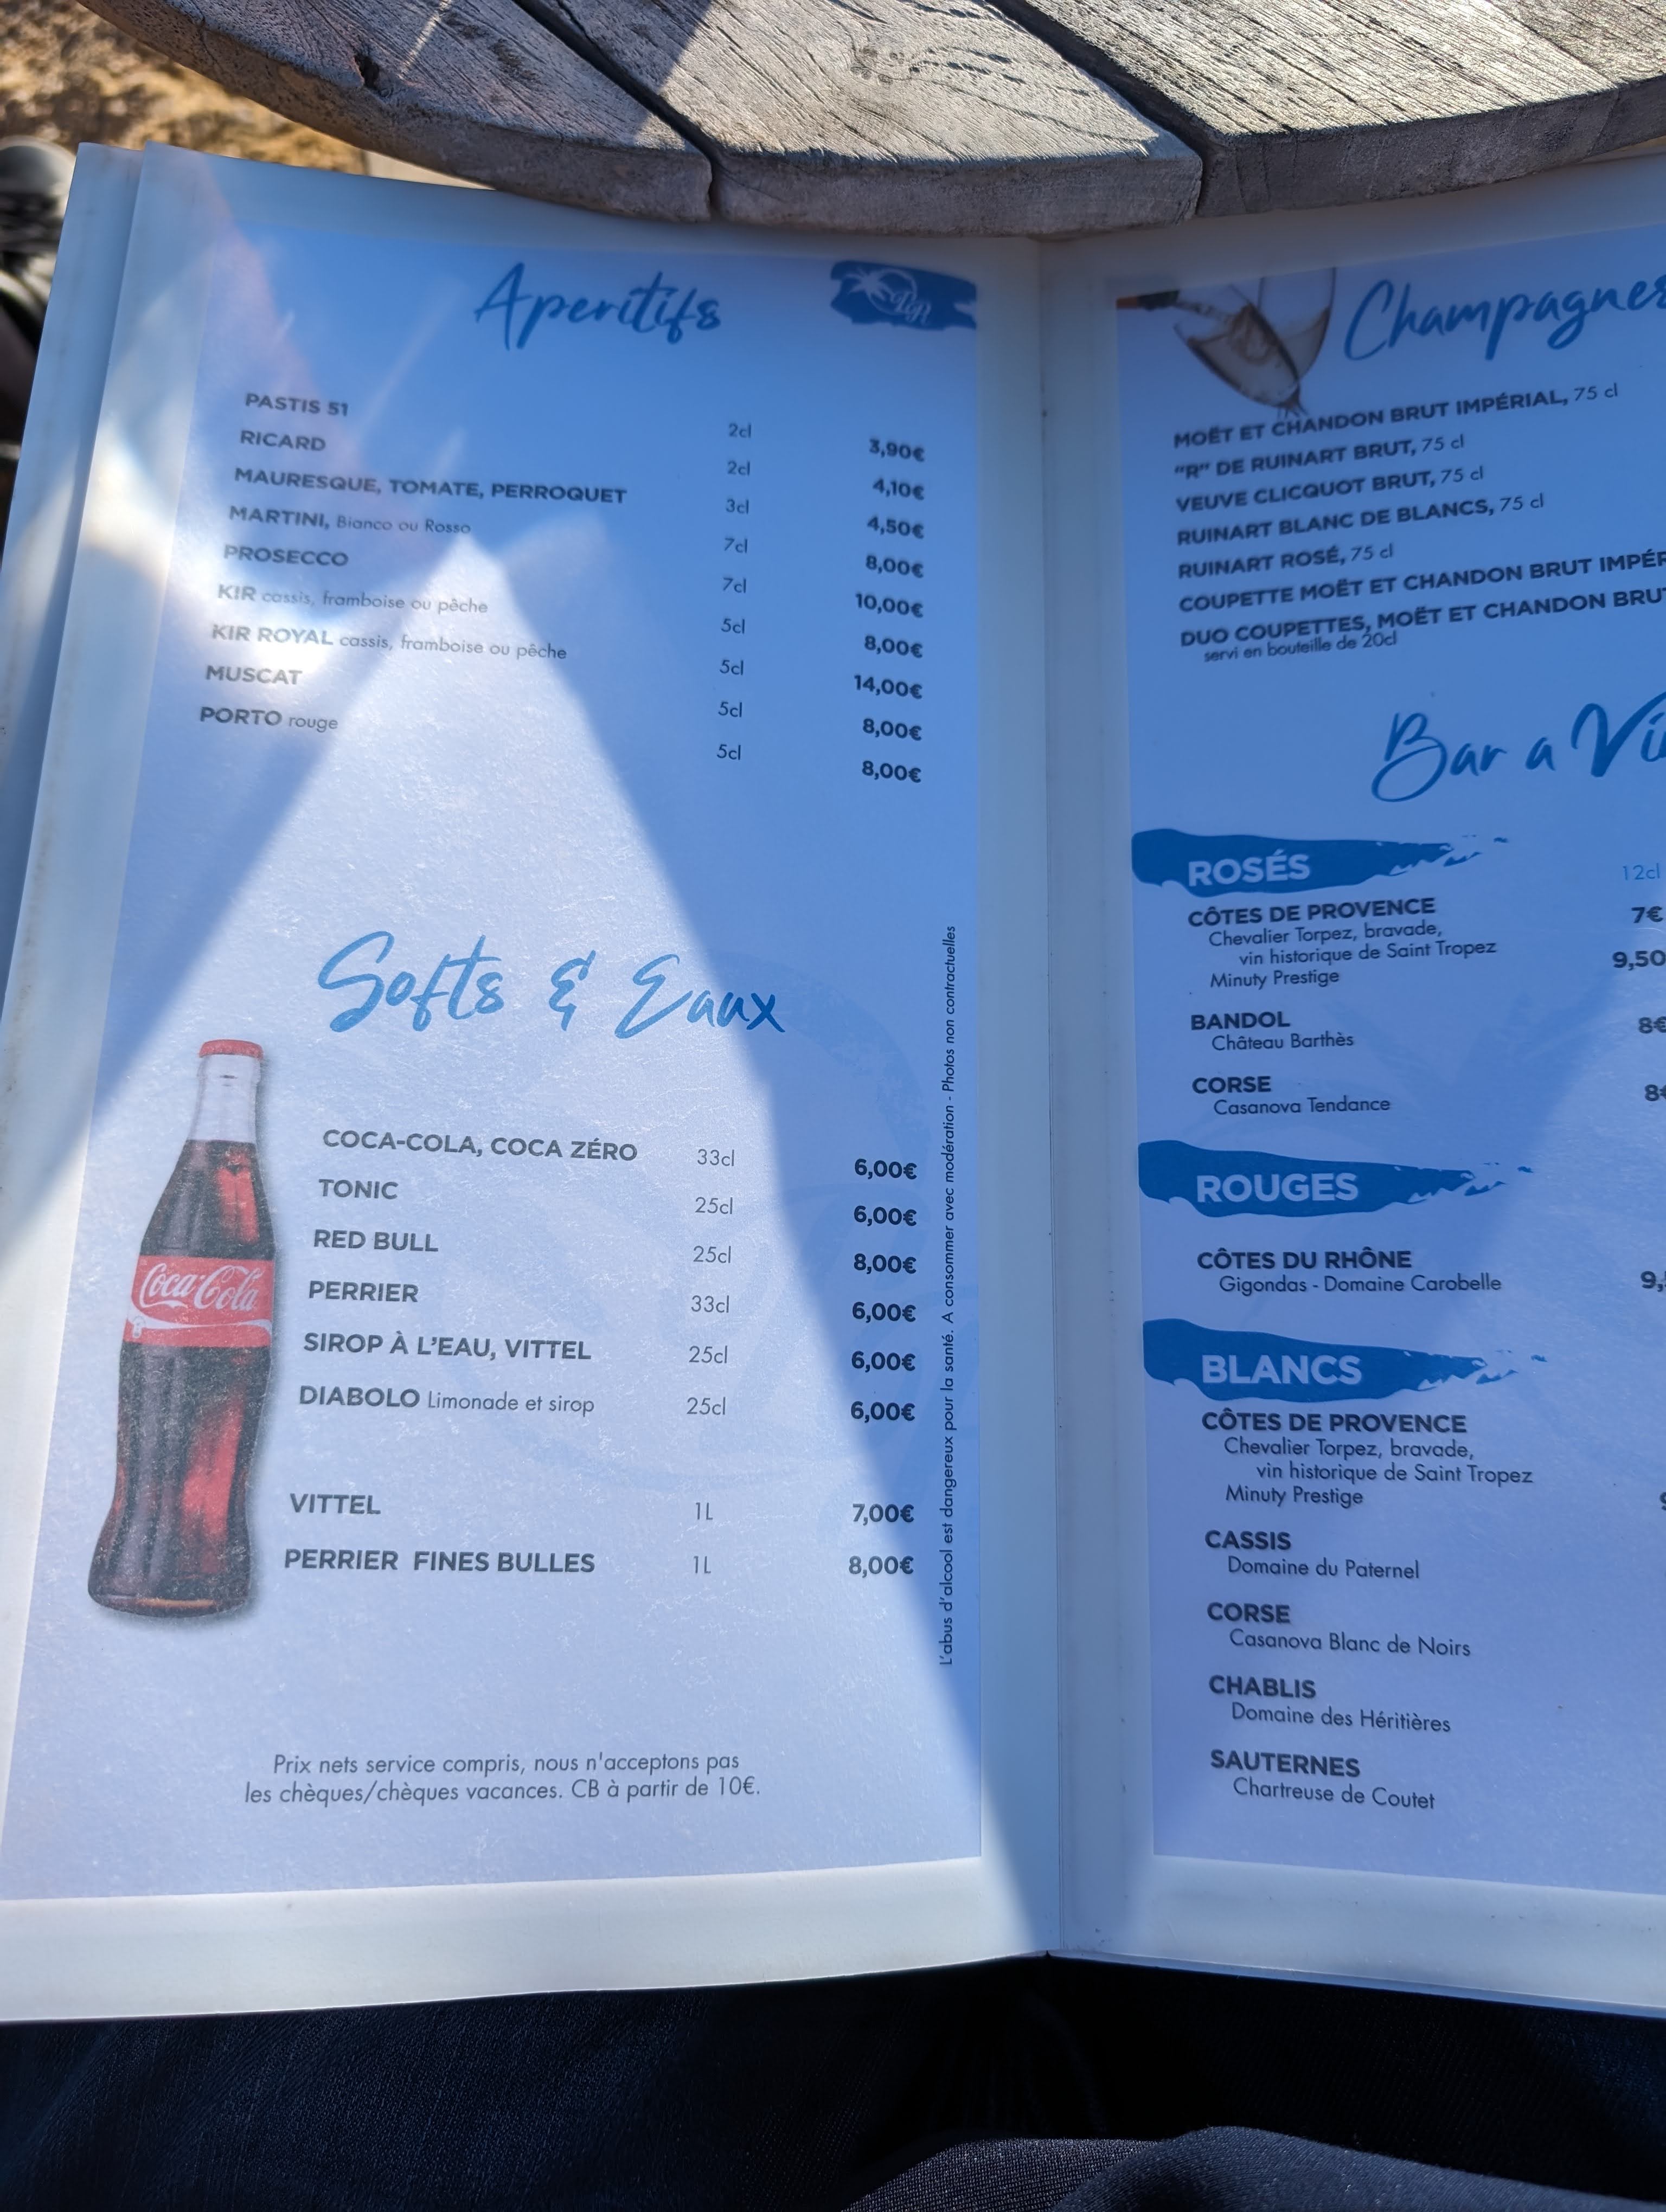 Aperitifs
PASTIS 51 2cl 3,90€
RICARD 2cl 4,10€
MAURESQUE, TOMATE, PERROQUET 3cl 4,50€
MARTINI, Bianco ou Rosso 7cl 8,00€
PROSECCO 7cl 10,00€
KIR cassis, framboise ou pêche 5cl 8,00€
KIR ROYAL cassis, framboise ou pêche 5cl 14,00€
MUSCAT 5cl 8,00€
PORTO rouge 5cl 8,00€
Softs & Eaux
Coca-Cola
COCA-COLA, COCA ZÉRO 33cl 6,00€
TONIC 25cl 6,00€
RED BULL 25cl 8,00€
PERRIER 33cl 6,00€
SIROP À L'EAU, VITTEL 25cl 6,00€
DIABOLO Limonade et sirop 25cl 6,00€
VITTEL 1L 7,00€
PERRIER FINES BULLES 1L 8,00€
Prix nets service compris, nous n'acceptons pas
les chèques/chèques vacances. CB à partir de 10€.
L'abus d'alcool est dangereux pour la santé. A consommer avec modération - Photos non contractuelles
Champagnes
MOËT ET CHANDON BRUT IMPÉRIAL, 75 cl
"R" DE RUINART BRUT, 75 cl
VEUVE CLICQUOT BRUT, 75 cl
RUINART BLANC DE BLANCS, 75 cl
RUINART ROSÉ, 75 cl
COUPETTE MOËT ET CHANDON BRUT IMPÉR
DUO COUPETTES, MOËT ET CHANDON BRUT
servi en bouteille de 20cl
Bar a Vi
ROSÉS 12cl
CÔTES DE PROVENCE
Chevalier Torpez, bravade, 7€
vin historique de Saint Tropez
Minuty Prestige 9,50
BANDOL
Château Barthès 8€
CORSE
Casanova Tendance 8€
ROUGES
CÔTES DU RHÔNE
Gigondas - Domaine Carobelle 9,
BLANCS
CÔTES DE PROVENCE
Chevalier Torpez, bravade,
vin historique de Saint Tropez
Minuty Prestige
CASSIS
Domaine du Paternel
CORSE
Casanova Blanc de Noirs
CHABLIS
Domaine des Héritières
SAUTERNES
Chartreuse de Coutet